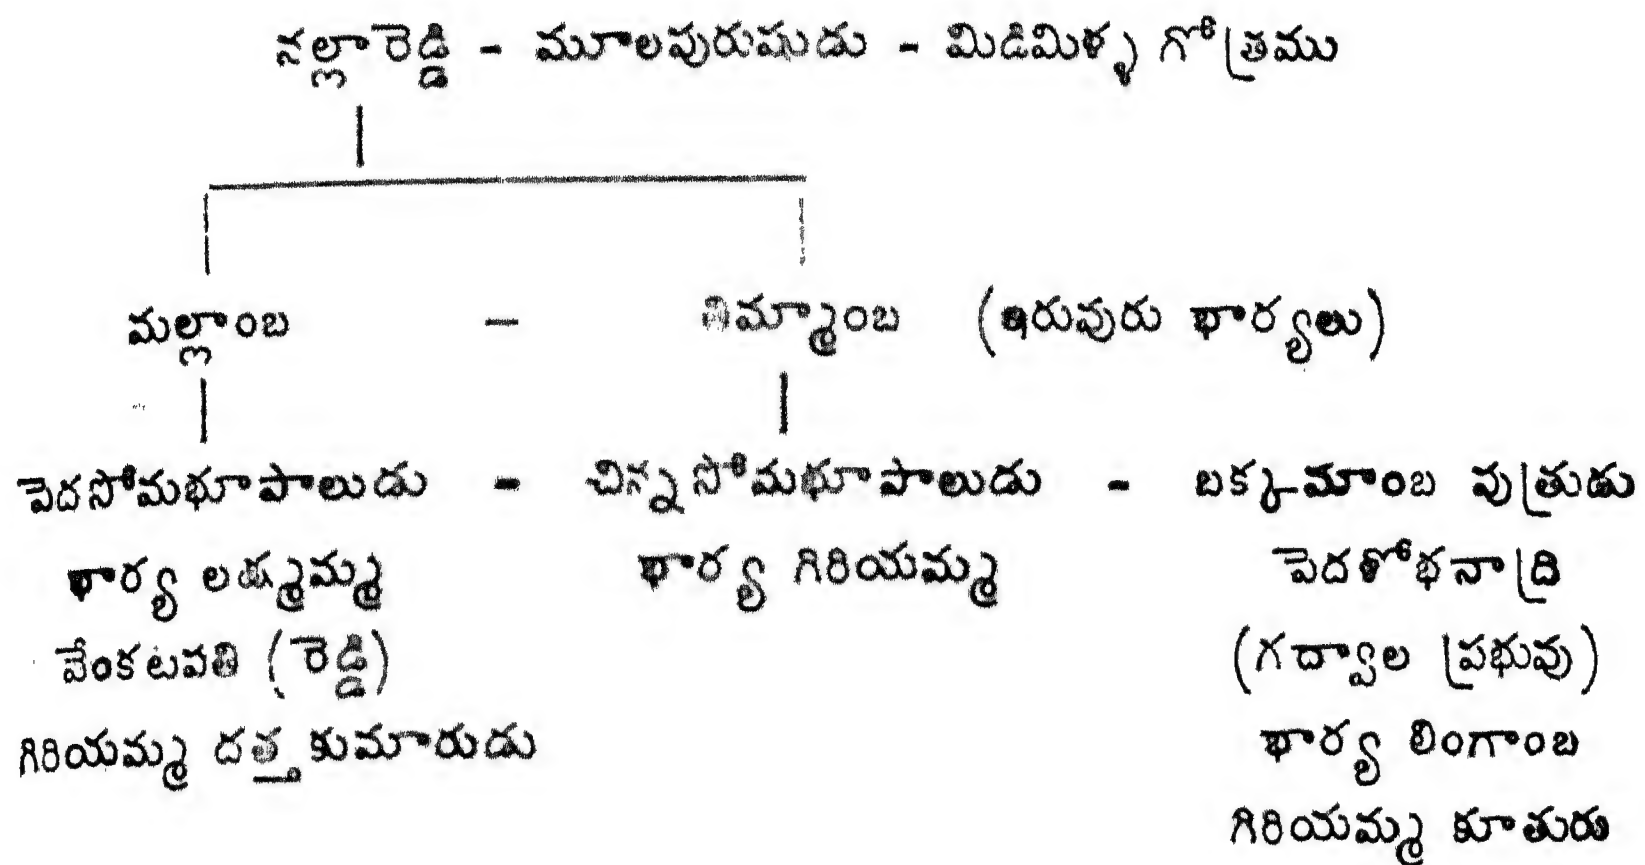 నల్లారెడ్డి - మూలపురుషుడు - మిడిమిళ్ళ గోత్రము
మల్లాంబ - తిమ్మాంబ (ఇరువురు భార్యలు)
పెదసోమభూపాలుడు - చిన్నసోమభూపాలుడు - బక్కమాంబ పుత్రుడు
భార్య లక్ష్మమ్మ భార్య గిరియమ్మ పెదశోభనాద్రి
వేంకటపతి (రెడ్డి) (గద్వాల ప్రభువు)
గిరియమ్మ దత్త కుమారుడు భార్య లింగాంబ
గిరియమ్మ కూతురు